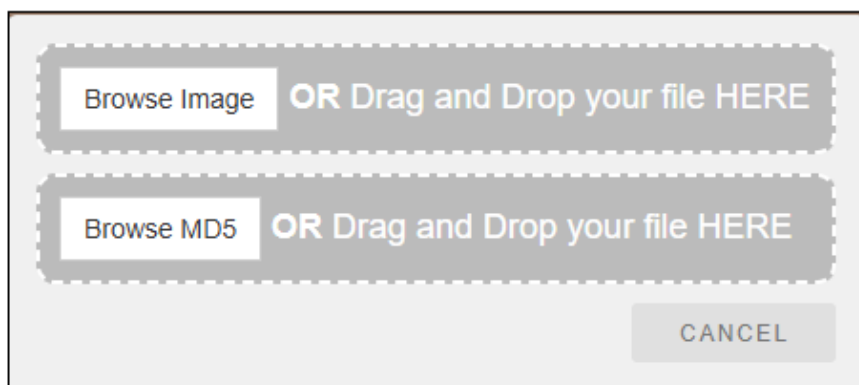 Browse Image OR Drag and Drop your file HERE
Browse MD5 OR Drag and Drop your file HERE
CANCEL